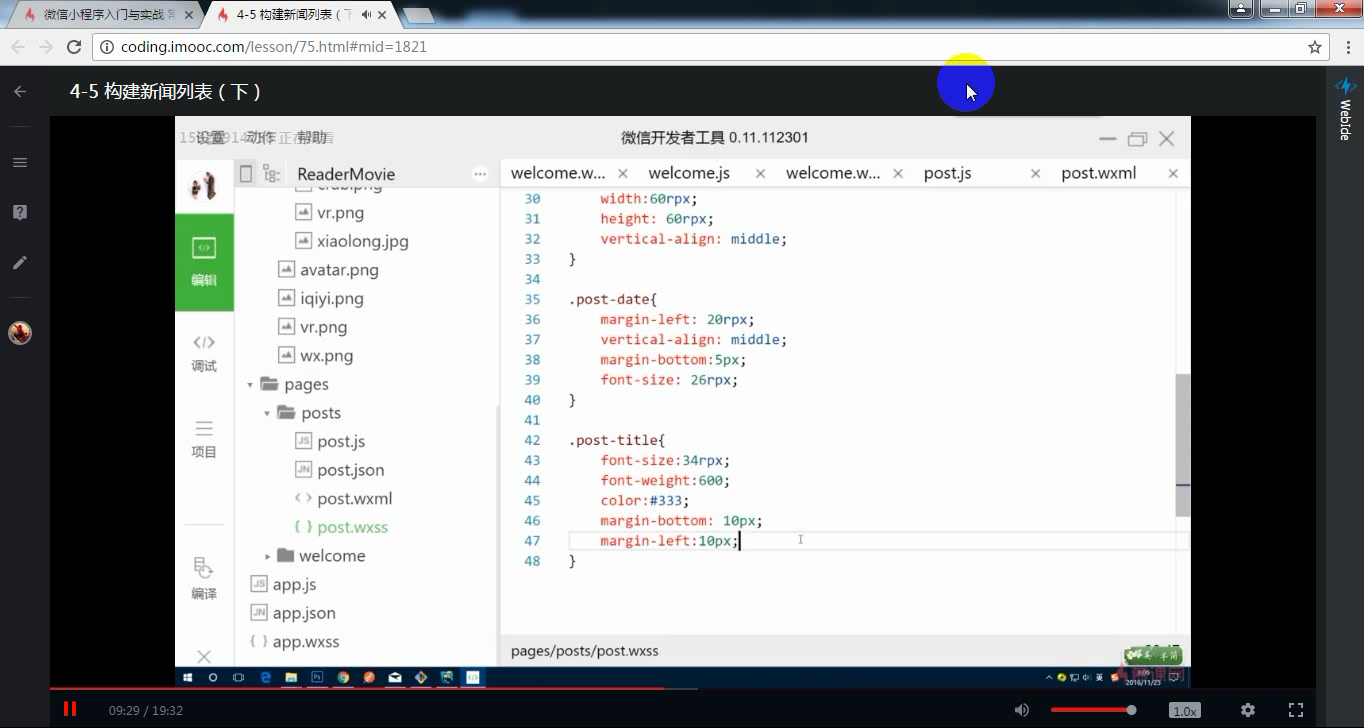 微信小程序入门与实战
4-5 构建新闻列表（下
coding.imooc.com/lesson/75.html#mid=1821
4-5 构建新闻列表（下）
WebIde
设置 动作 帮助
微信开发者工具 0.11.112301
ReaderMovie
welcome.w...
welcome.js
welcome.w...
post.js
post.wxml
编辑
调试
项目
编译
vr.png
xiaolong.jpg
avatar.png
iqiyi.png
vr.png
wx.png
pages
posts
JS post.js
JN post.json
post.wxml
{ } post.wxss
welcome
JS app.js
JN app.json
{ } app.wxss
30 width:60rpx;
31 height: 60rpx;
32 vertical-align: middle;
33 }
34
35 .post-date{
36 margin-left: 20rpx;
37 vertical-align: middle;
38 margin-bottom:5px;
39 font-size: 26rpx;
40 }
41
42 .post-title{
43 font-size:34rpx;
44 font-weight:600;
45 color:#333;
46 margin-bottom: 10px;
47 margin-left:10px;
48 }
pages/posts/post.wxss
英
2016/11/25
09:29 / 19:32
1.0x